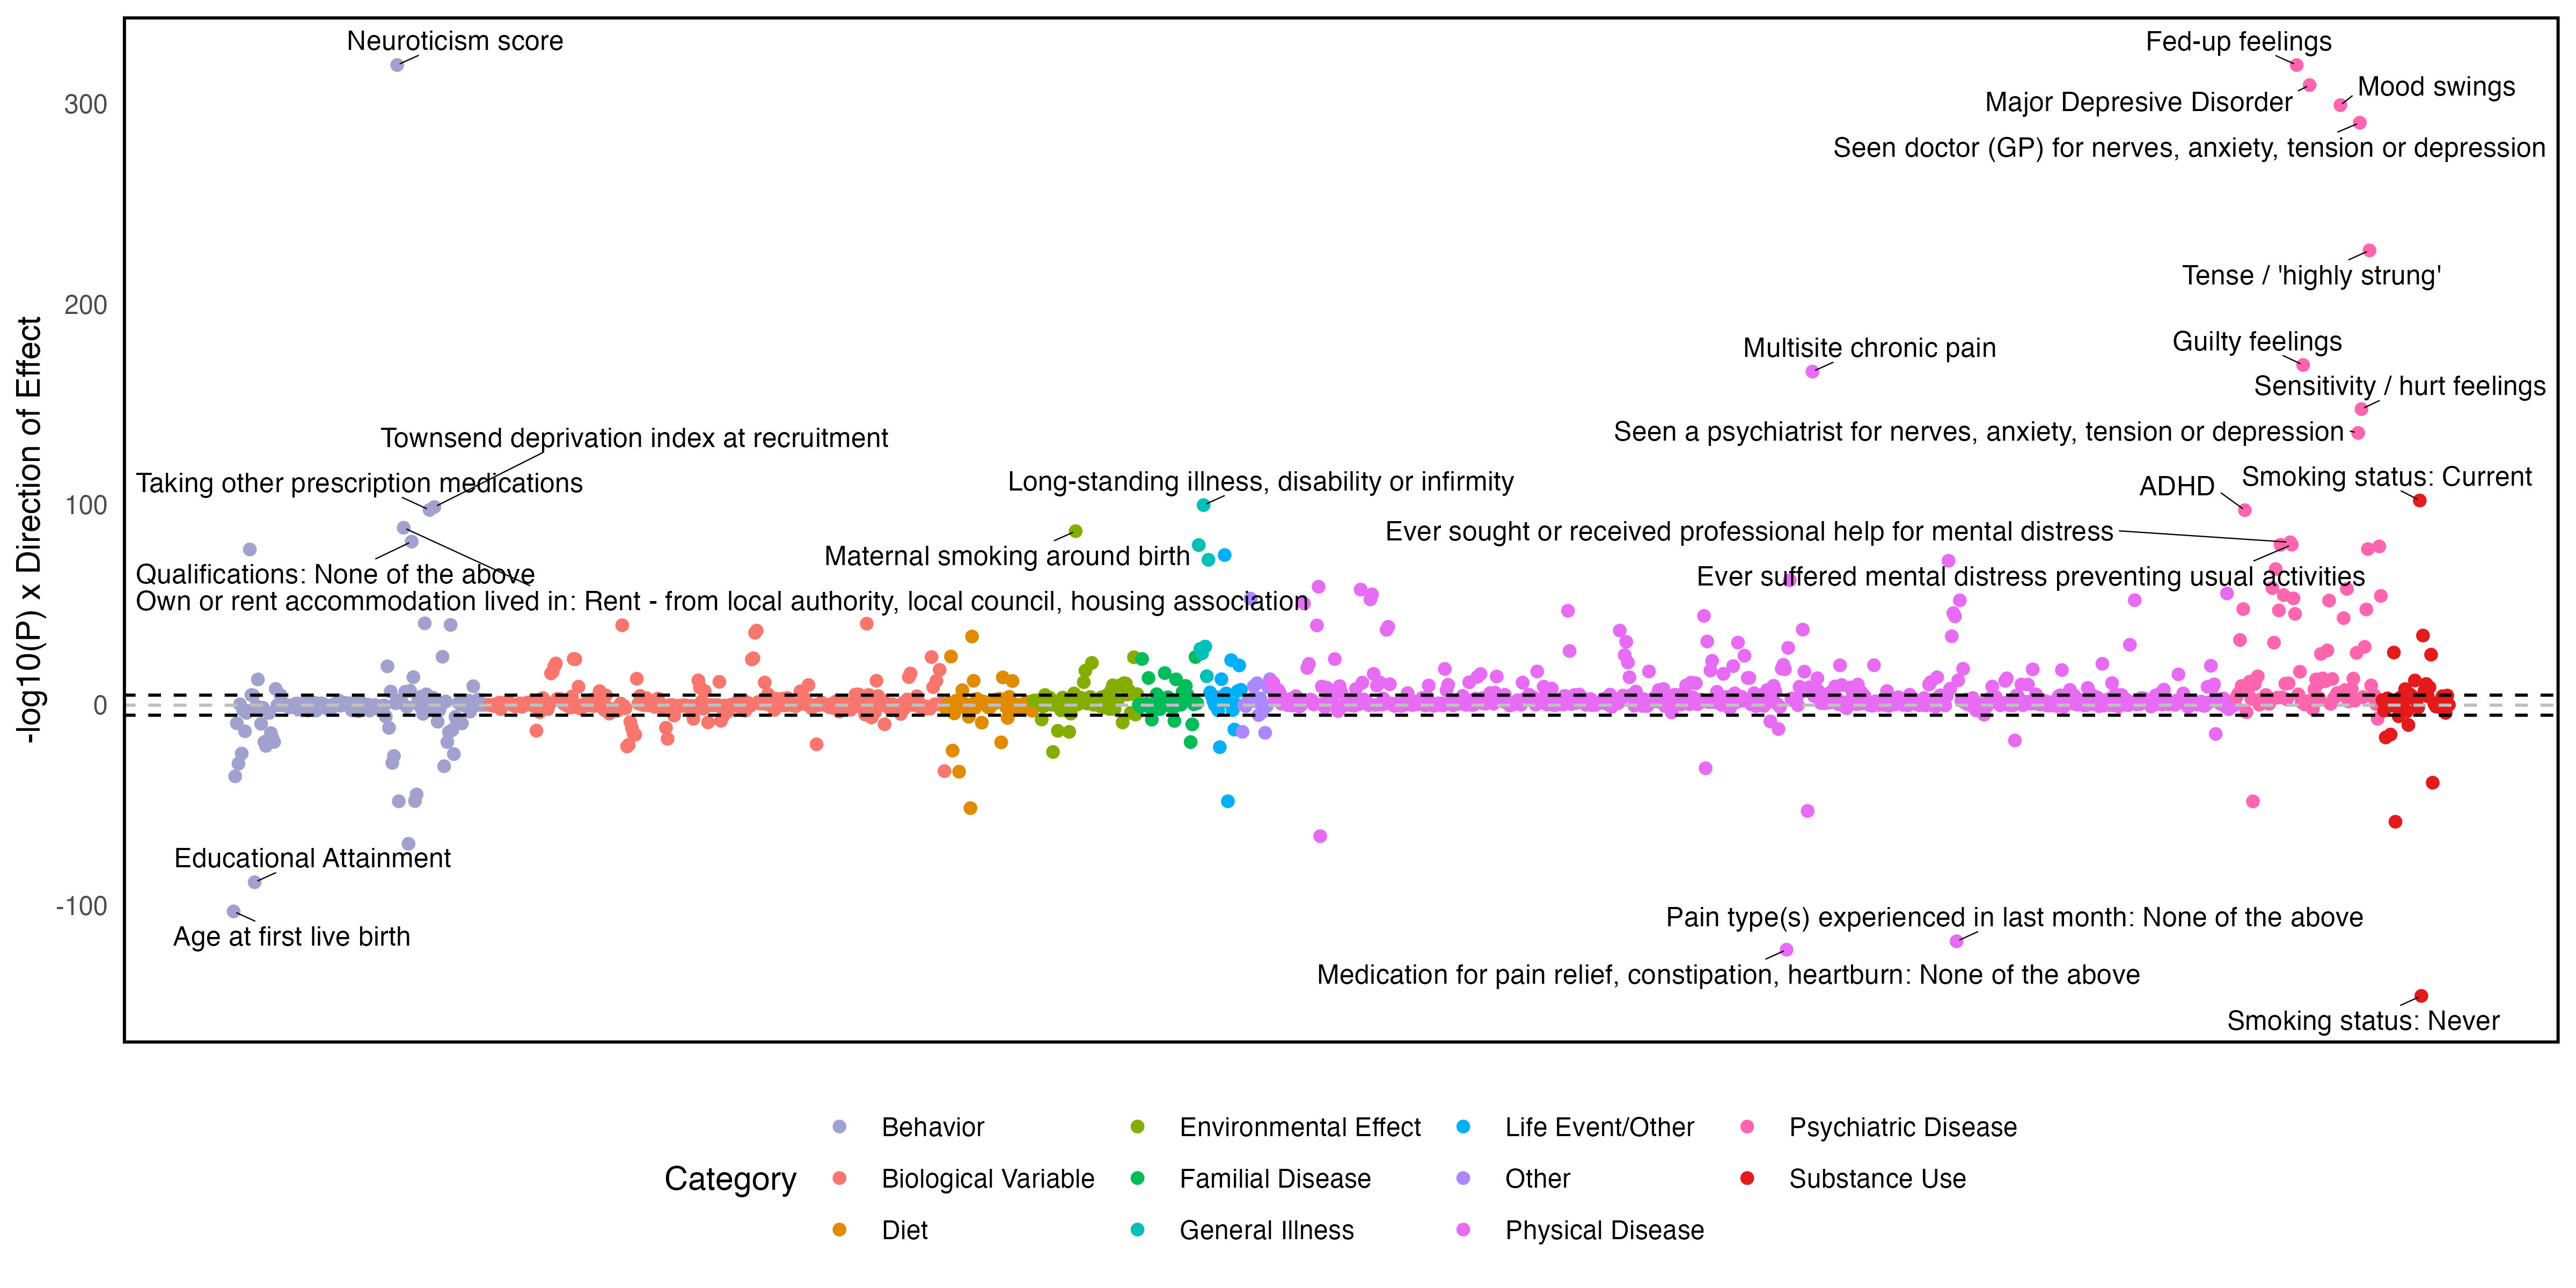 Neuroticism score
Fed-up feelings
Mood swings
Major Depresive Disorder
Seen doctor (GP) for nerves, anxiety, tension or depression
Tense / 'highly strung'
Guilty feelings
Multisite chronic pain
Sensitivity / hurt feelings
Seen a psychiatrist for nerves, anxiety, tension or depression
Townsend deprivation index at recruitment
Taking other prescription medications
Long-standing illness, disability or infirmity
Smoking status: Current
ADHD
Ever sought or received professional help for mental distress
Maternal smoking around birth
Qualifications: None of the above
Ever suffered mental distress preventing usual activities
Own or rent accommodation lived in: Rent - from local authority, local council, housing association
Educational Attainment
Age at first live birth
Pain type(s) experienced in last month: None of the above
Medication for pain relief, constipation, heartburn: None of the above
Smoking status: Never
300
200
100
0
-100
-log10(P) x Direction of Effect
Category
Behavior
Biological Variable
Diet
Environmental Effect
Familial Disease
General Illness
Life Event/Other
Other
Physical Disease
Psychiatric Disease
Substance Use